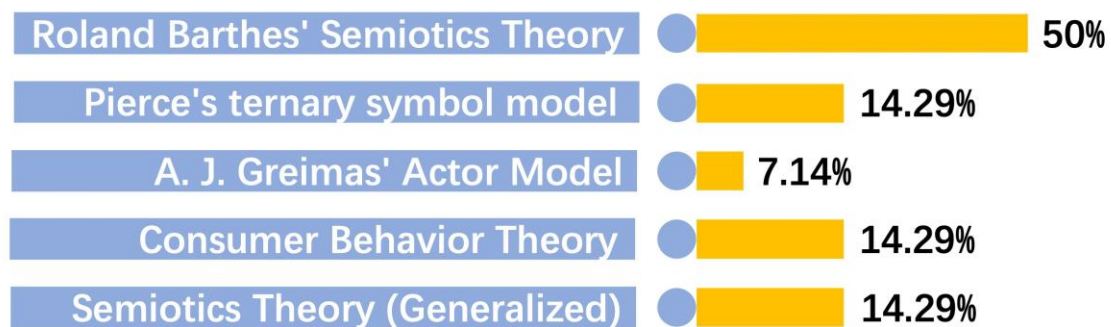 Roland Barthes' Semiotics Theory 50%
Pierce's ternary symbol model 14.29%
A. J. Greimas' Actor Model 7.14%
Consumer Behavior Theory 14.29%
Semiotics Theory (Generalized) 14.29%